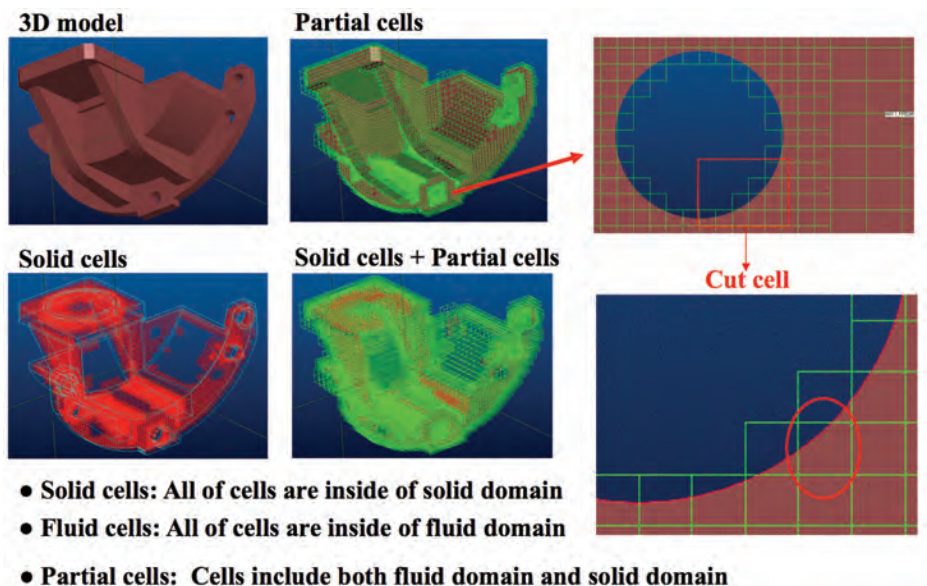 3D model
Partial cells
Solid cells
Solid cells + Partial cells
Cut cell
● Solid cells: All of cells are inside of solid domain
● Fluid cells: All of cells are inside of fluid domain
● Partial cells: Cells include both fluid domain and solid domain